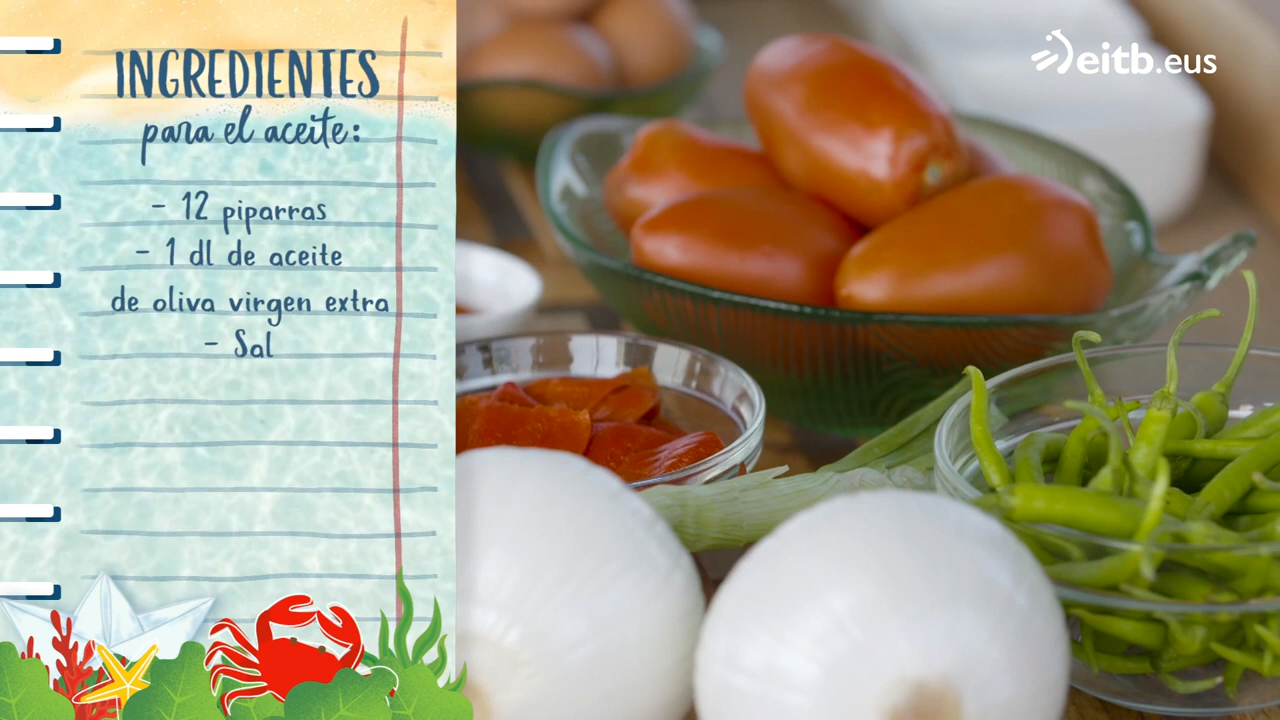 INGREDIENTES
para el aceite:
- 12 piparras
- 1 dl de aceite
de oliva virgen extra
- Sal
eitb.eus